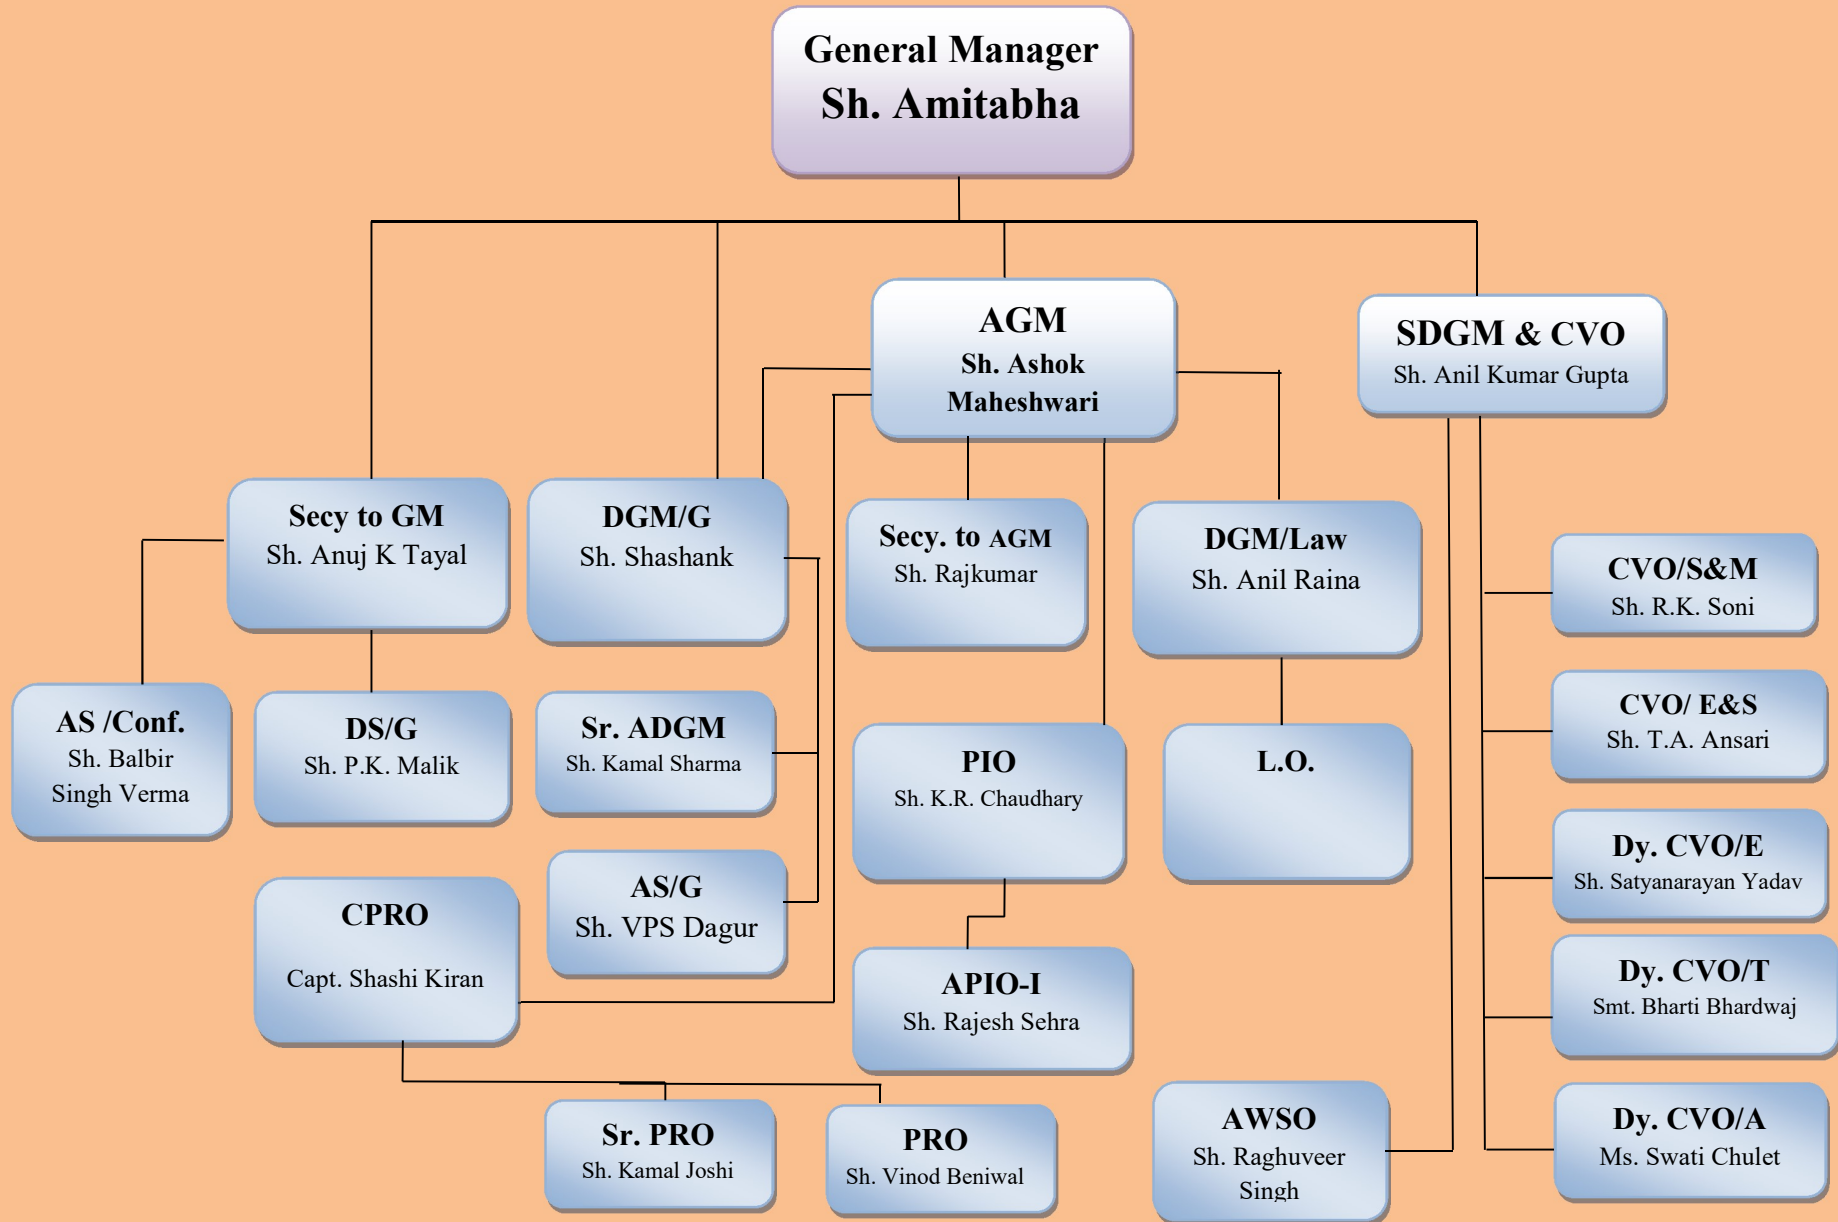 General Manager
Sh. Amitabha
AGM
Sh. Ashok
Maheshwari
SDGM & CVO
Sh. Anil Kumar Gupta
Secy to GM
Sh. Anuj K Tayal
DGM/G
Sh. Shashank
Secy. to AGM
Sh. Rajkumar
DGM/Law
Sh. Anil Raina
CVO/S&M
Sh. R.K. Soni
AS /Conf.
Sh. Balbir
Singh Verma
DS/G
Sh. P.K. Malik
Sr. ADGM
Sh. Kamal Sharma
PIO
Sh. K.R. Chaudhary
L.O.
CVO/ E&S
Sh. T.A. Ansari
Dy. CVO/E
Sh. Satyanarayan Yadav
CPRO
Capt. Shashi Kiran
AS/G
Sh. VPS Dagur
APIO-I
Sh. Rajesh Sehra
Dy. CVO/T
Smt. Bharti Bhardwaj
Sr. PRO
Sh. Kamal Joshi
PRO
Sh. Vinod Beniwal
AWSO
Sh. Raghuveer
Singh
Dy. CVO/A
Ms. Swati Chulet